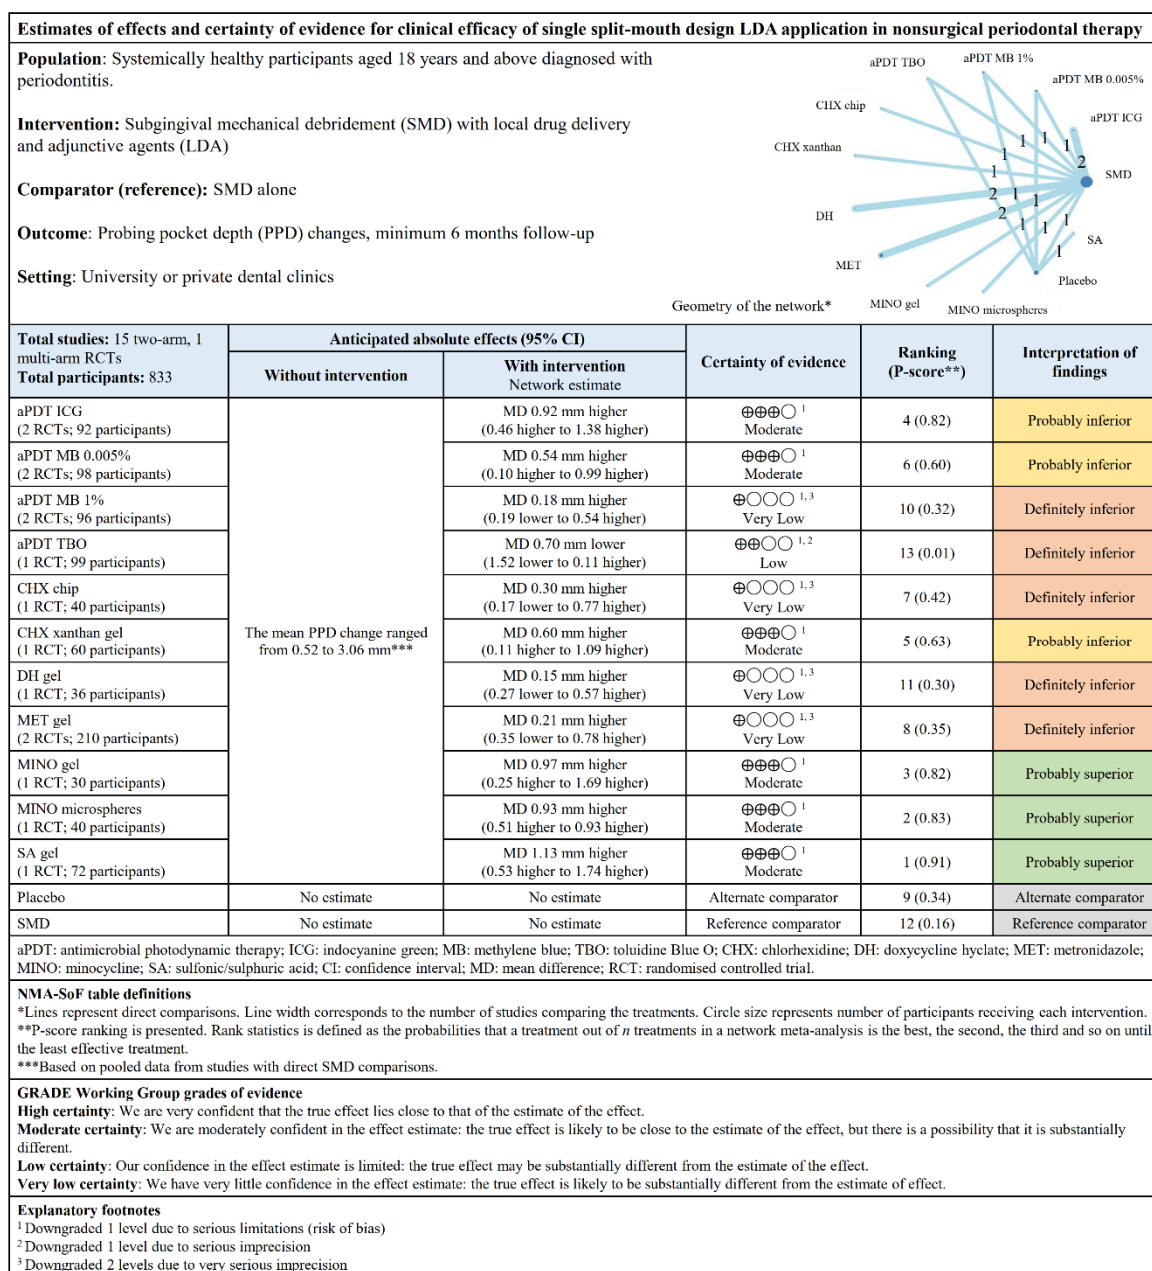 Estimates of effects and certainty of evidence for clinical efficacy of single split-mouth design LDA application in nonsurgical periodontal therapy
Population: Systemically healthy participants aged 18 years and above diagnosed with
periodontitis.
Intervention: Subgingival mechanical debridement (SMD) with local drug delivery
and adjunctive agents (LDA)
Comparator (reference): SMD alone
Outcome: Probing pocket depth (PPD) changes, minimum 6 months follow-up
Setting: University or private dental clinics
aPDT TBO
aPDT MB 1%
aPDT MB 0.005%
aPDT ICG
CHX chip
CHX xanthan
SMD
DH
SA
MET
Placebo
MINO gel
MINO microspheres
1
1
1
1
2
1
1
2
1
1
2
1
1
1
1
Geometry of the network*
Total studies: 15 two-arm, 1
multi-arm RCTs
Total participants: 833
Anticipated absolute effects (95% CI)
Without intervention
With intervention
Network estimate
Certainty of evidence
Ranking
(P-score**)
Interpretation of
findings
The mean PPD change ranged
from 0.52 to 3.06 mm***
aPDT ICG
(2 RCTs; 92 participants)
MD 0.92 mm higher
(0.46 higher to 1.38 higher)
⊕⊕⊕◯ 1
Moderate
4 (0.82)
Probably inferior
aPDT MB 0.005%
(2 RCTs; 98 participants)
MD 0.54 mm higher
(0.10 higher to 0.99 higher)
⊕⊕⊕◯ 1
Moderate
6 (0.60)
Probably inferior
aPDT MB 1%
(2 RCTs; 96 participants)
MD 0.18 mm higher
(0.19 lower to 0.54 higher)
⊕◯◯◯ 1, 3
Very Low
10 (0.32)
Definitely inferior
aPDT TBO
(1 RCT; 99 participants)
MD 0.70 mm lower
(1.52 lower to 0.11 higher)
⊕⊕◯◯ 1, 2
Low
13 (0.01)
Definitely inferior
CHX chip
(1 RCT; 40 participants)
MD 0.30 mm higher
(0.17 lower to 0.77 higher)
⊕◯◯◯ 1, 3
Very Low
7 (0.42)
Definitely inferior
CHX xanthan gel
(1 RCT; 60 participants)
MD 0.60 mm higher
(0.11 higher to 1.09 higher)
⊕⊕⊕◯ 1
Moderate
5 (0.63)
Probably inferior
DH gel
(1 RCT; 36 participants)
MD 0.15 mm higher
(0.27 lower to 0.57 higher)
⊕◯◯◯ 1, 3
Very Low
11 (0.30)
Definitely inferior
MET gel
(2 RCTs; 210 participants)
MD 0.21 mm higher
(0.35 lower to 0.78 higher)
⊕◯◯◯ 1, 3
Very Low
8 (0.35)
Definitely inferior
MINO gel
(1 RCT; 30 participants)
MD 0.97 mm higher
(0.25 higher to 1.69 higher)
⊕⊕⊕◯ 1
Moderate
3 (0.82)
Probably superior
MINO microspheres
(1 RCT; 40 participants)
MD 0.93 mm higher
(0.51 higher to 0.93 higher)
⊕⊕⊕◯ 1
Moderate
2 (0.83)
Probably superior
SA gel
(1 RCT; 72 participants)
MD 1.13 mm higher
(0.53 higher to 1.74 higher)
⊕⊕⊕◯ 1
Moderate
1 (0.91)
Probably superior
Placebo
No estimate
No estimate
Alternate comparator
9 (0.34)
Alternate comparator
SMD
No estimate
No estimate
Reference comparator
12 (0.16)
Reference comparator
aPDT: antimicrobial photodynamic therapy; ICG: indocyanine green; MB: methylene blue; TBO: toluidine Blue O; CHX: chlorhexidine; DH: doxycycline hyclate; MET: metronidazole;
MINO: minocycline; SA: sulfonic/sulphuric acid; CI: confidence interval; MD: mean difference; RCT: randomised controlled trial.
NMA-SoF table definitions
*Lines represent direct comparisons. Line width corresponds to the number of studies comparing the treatments. Circle size represents number of participants receiving each intervention.
**P-score ranking is presented. Rank statistics is defined as the probabilities that a treatment out of n treatments in a network meta-analysis is the best, the second, the third and so on until
the least effective treatment.
***Based on pooled data from studies with direct SMD comparisons.
GRADE Working Group grades of evidence
High certainty: We are very confident that the true effect lies close to that of the estimate of the effect.
Moderate certainty: We are moderately confident in the effect estimate: the true effect is likely to be close to the estimate of the effect, but there is a possibility that it is substantially
different.
Low certainty: Our confidence in the effect estimate is limited: the true effect may be substantially different from the estimate of the effect.
Very low certainty: We have very little confidence in the effect estimate: the true effect is likely to be substantially different from the estimate of effect.
Explanatory footnotes
1 Downgraded 1 level due to serious limitations (risk of bias)
2 Downgraded 1 level due to serious imprecision
3 Downgraded 2 levels due to very serious imprecision